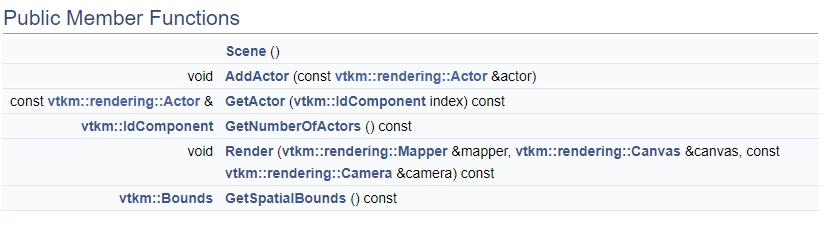 Public Member Functions
Scene ()
void AddActor (const vtkm::rendering::Actor &actor)
const vtkm::rendering::Actor & GetActor (vtkm::IdComponent index) const
vtkm::IdComponent GetNumberOfActors () const
void Render (vtkm::rendering::Mapper &mapper, vtkm::rendering::Canvas &canvas, const
vtkm::rendering::Camera &camera) const
vtkm::Bounds GetSpatialBounds () const